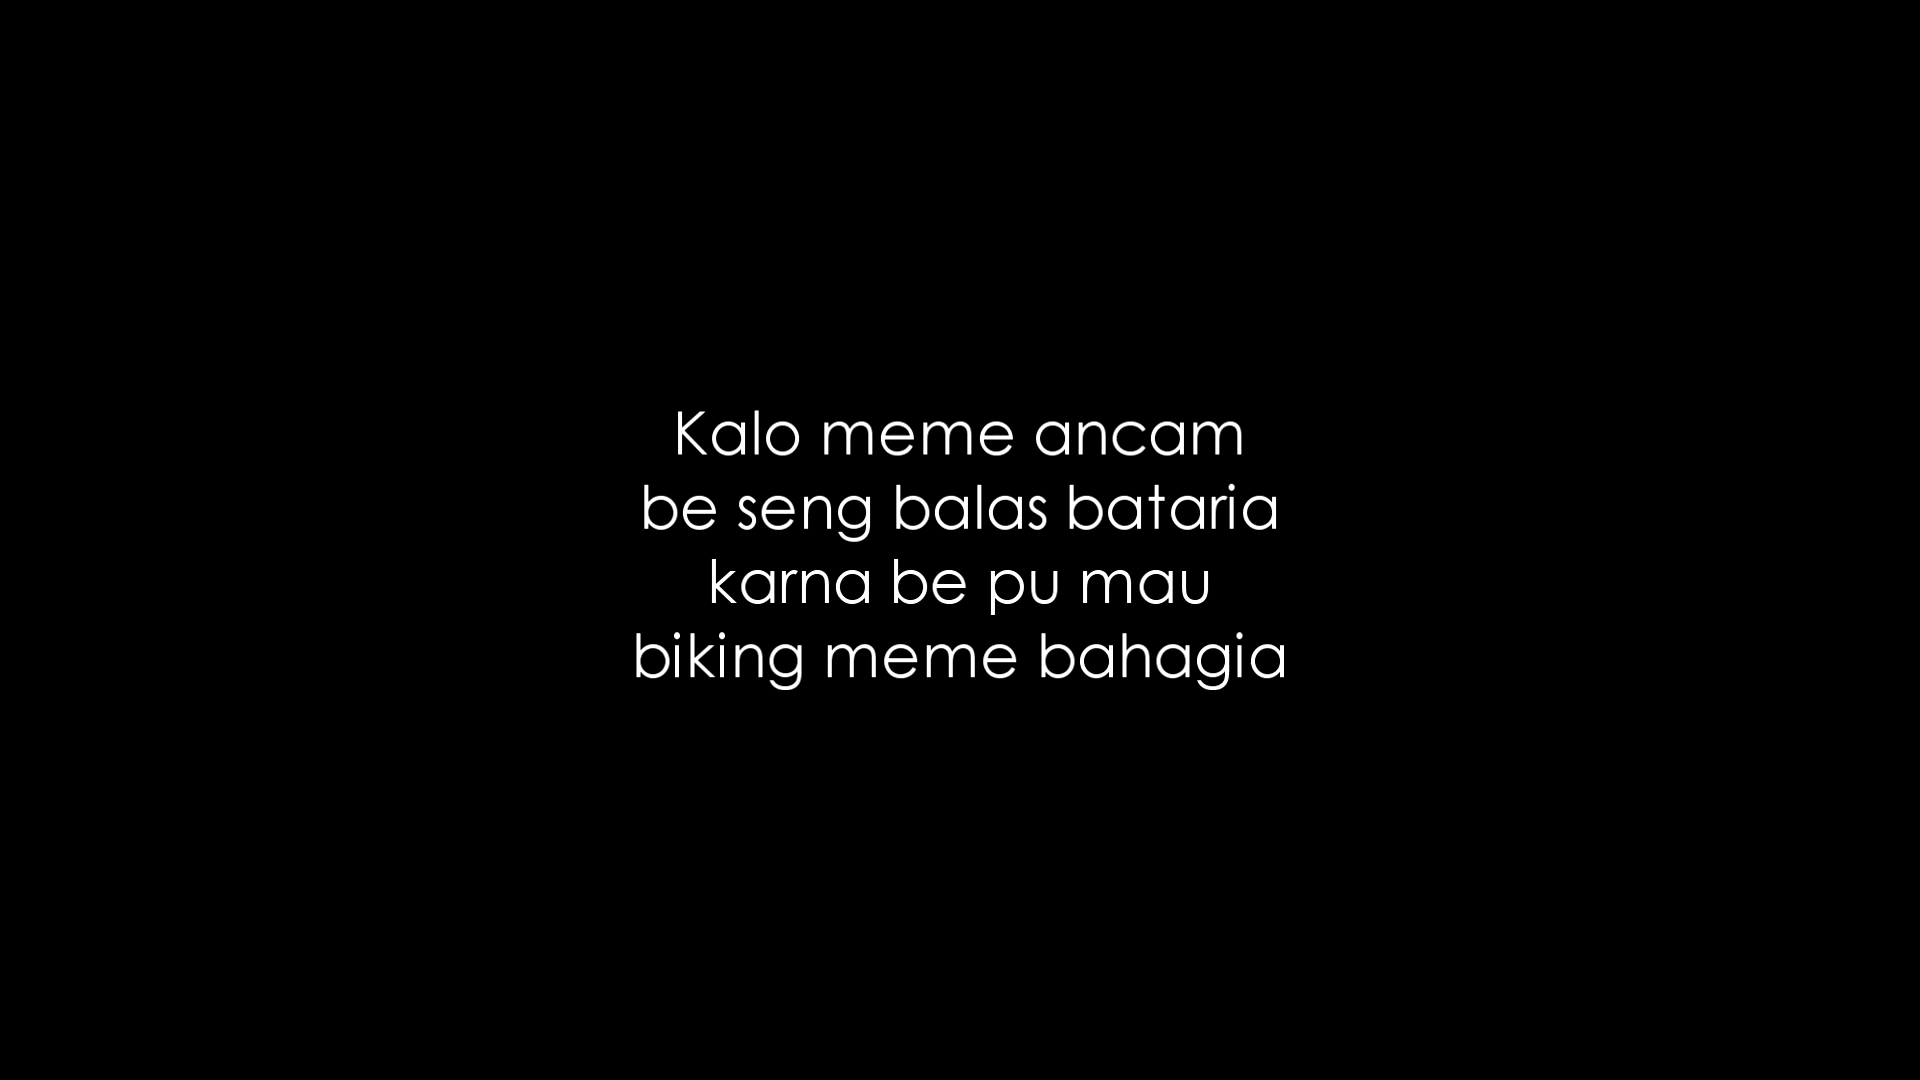 Kalo meme ancam
be seng balas bataria
karna be pu mau
biking meme bahagia